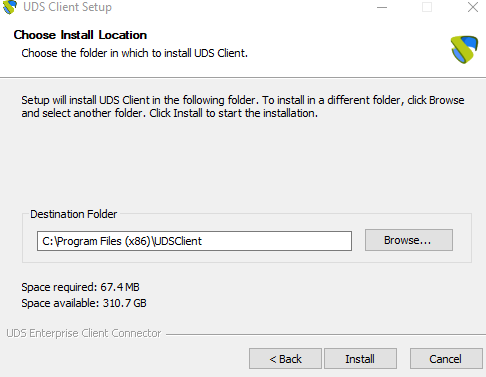 UDS Client Setup
Choose Install Location
Choose the folder in which to install UDS Client.
Setup will install UDS Client in the following folder. To install in a different folder, click Browse
and select another folder. Click Install to start the installation.
Destination Folder
C:\Program Files (x86)\UDSClient
Browse...
Space required: 67.4 MB
Space available: 310.7 GB
UDS Enterprise Client Connector
< Back
Install
Cancel